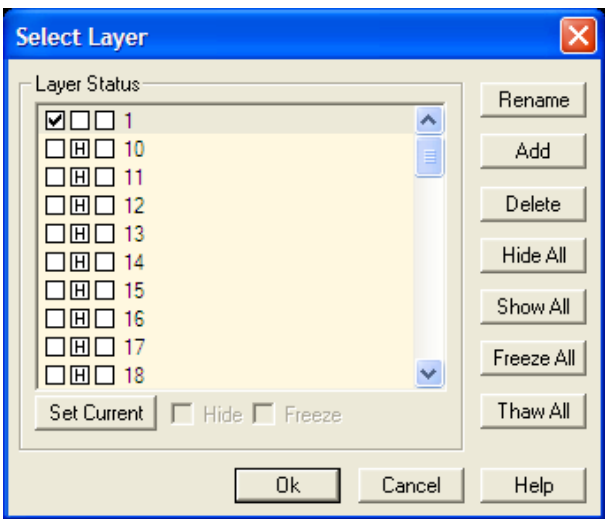 Select Layer
Layer Status
1
H 10
H 11
H 12
H 13
H 14
H 15
H 16
H 17
H 18
Set Current Hide Freeze
Rename
Add
Delete
Hide All
Show All
Freeze All
Thaw All
Ok Cancel Help